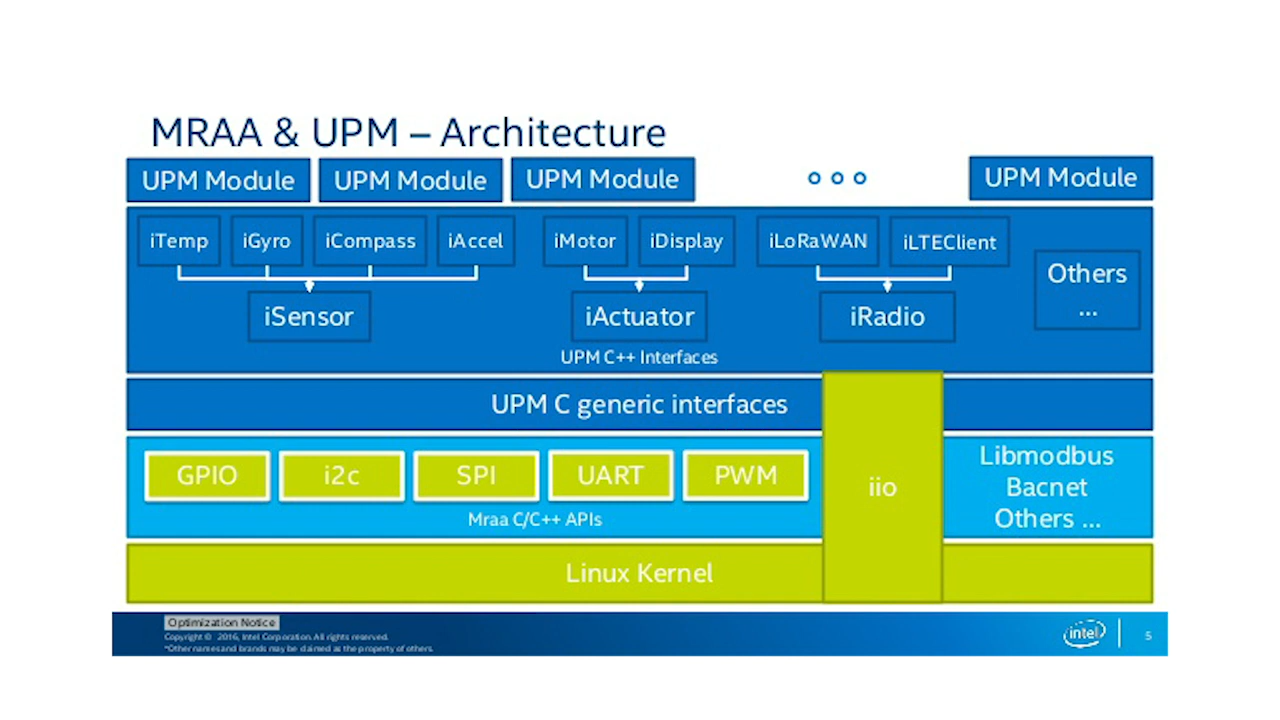 MRAA & UPM – Architecture
UPM Module UPM Module UPM Module UPM Module
iTemp iGyro iCompass iAccel iMotor iDisplay iLoRaWAN iLTEClient
Others
...
iSensor iActuator iRadio
UPM C++ Interfaces
UPM C generic interfaces
GPIO i2c SPI UART PWM
Mraa C/C++ APIs
iio
Libmodbus
Bacnet
Others ...
Linux Kernel
Optimization Notice
Copyright © 2016, Intel Corporation. All rights reserved.
*Other names and brands may be claimed as the property of others.
intel
5